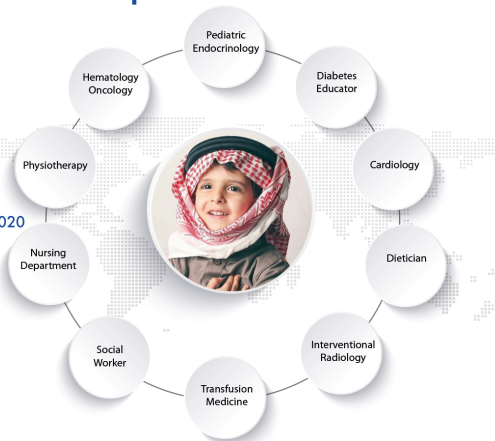 Pediatric
Endocrinology
Diabetes
Educator
Cardiology
Dietician
Interventional
Radiology
Transfusion
Medicine
Social
Worker
Nursing
Department
Physiotherapy
Hematology
Oncology
020